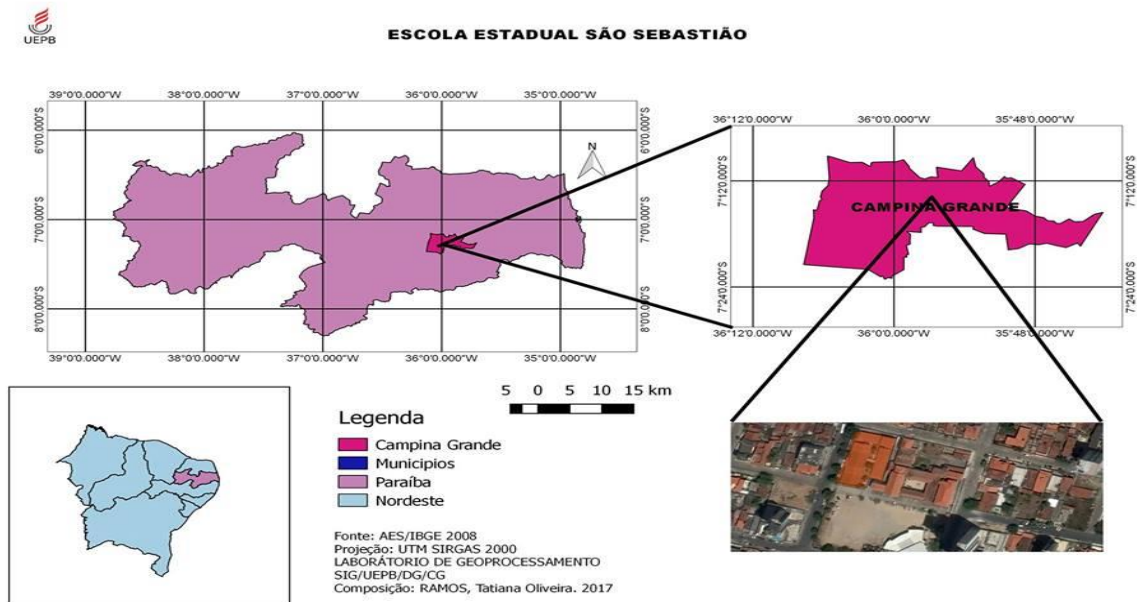 UEPB
ESCOLA ESTADUAL SÃO SEBASTIÃO
39°0'0.000"W 38°0'0.000"W 37°0'0.000"W 36°0'0.000"W 35°0'0.000"W
6°0'0.000"S 6°0'0.000"S
7°0'0.000"S 7°0'0.000"S
8°0'0.000"S 8°0'0.000"S
N
39°0'0.000"W 38°0'0.000"W 37°0'0.000"W 36°0'0.000"W 35°0'0.000"W
36°12'0.000"W 36°0'0.000"W 35°48'0.000"W
7°12'0.000"S 7°12'0.000"S
CAMPINA GRANDE
7°24'0.000"S 7°24'0.000"S
36°12'0.000"W 36°0'0.000"W 35°48'0.000"W
5 0 5 10 15 km
Legenda
Campina Grande
Municipios
Paraíba
Nordeste
Fonte: AES/IBGE 2008
Projeção: UTM SIRGAS 2000
LABORÁTORIO DE GEOPROCESSAMENTO
SIG/UEPB/DG/CG
Composição: RAMOS, Tatiana Oliveira. 2017